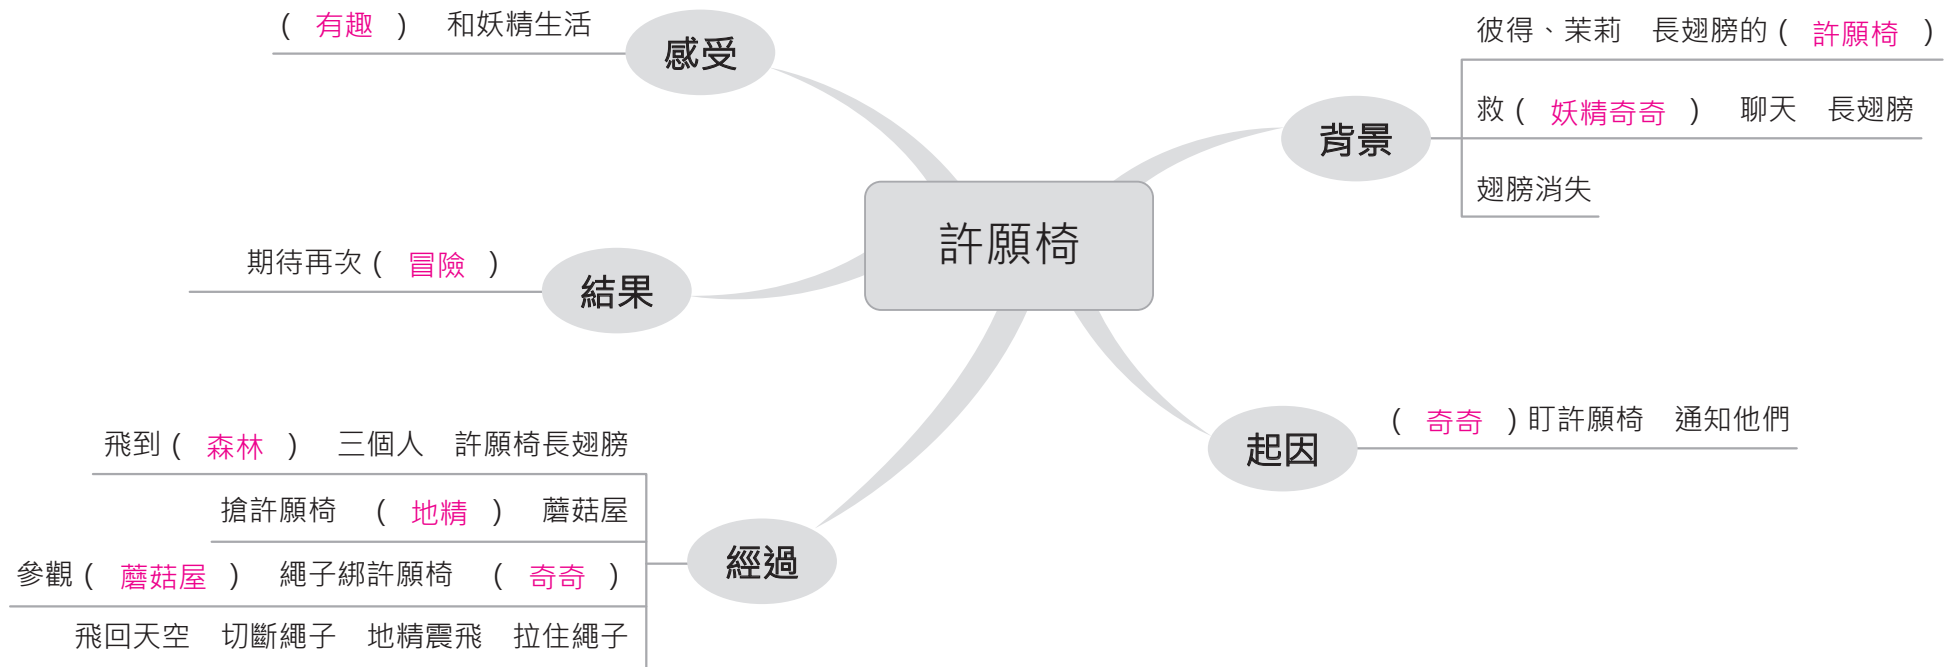 許願椅
背景
彼得、茉莉　長翅膀的(　許願椅　)
救(　妖精奇奇　)　聊天　長翅膀
翅膀消失
起因
(　奇奇　)盯許願椅　通知他們
經過
飛到(　森林　)　三個人　許願椅長翅膀
搶許願椅　(　地精　)　蘑菇屋
參觀(　蘑菇屋　)　繩子綁許願椅　(　奇奇　)
飛回天空　切斷繩子　地精震飛　拉住繩子
結果
期待再次(　冒險　)
感受
(　有趣　)　和妖精生活